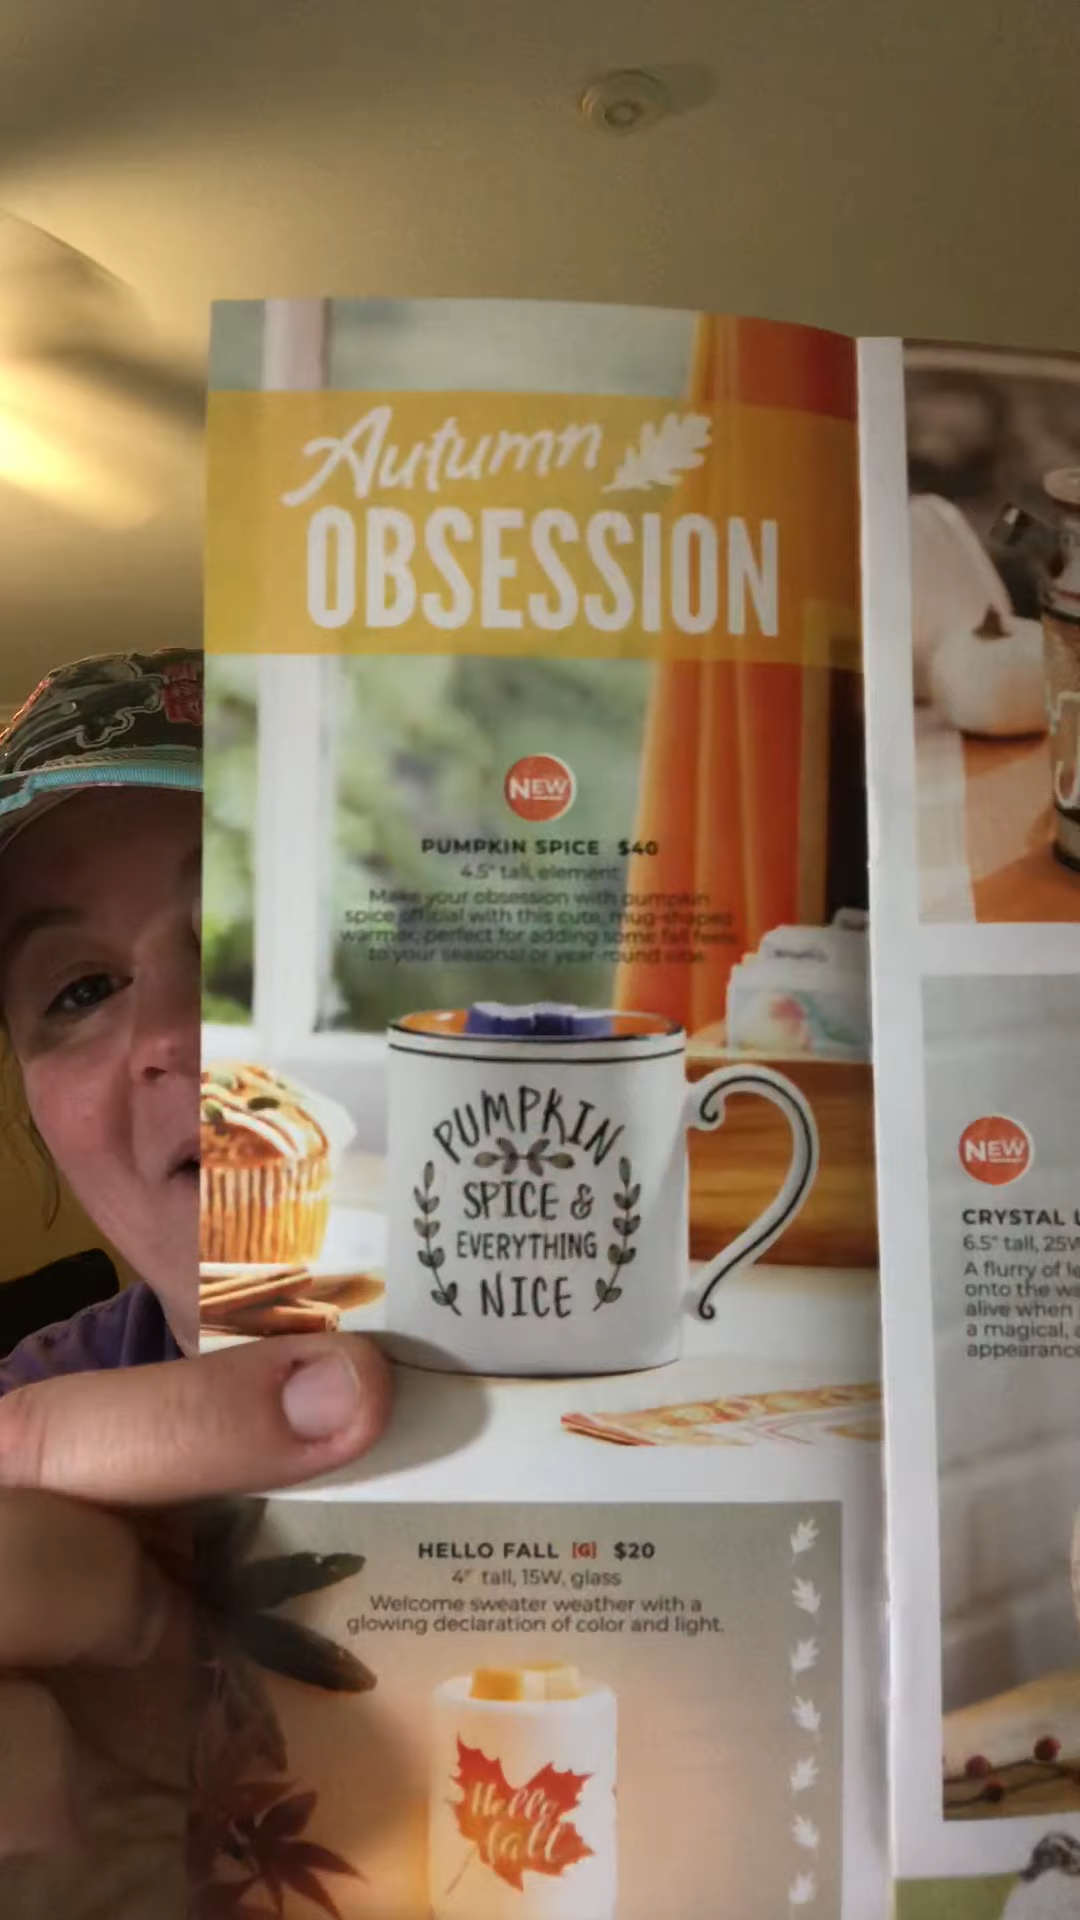 Autumn
OBSESSION
NEW
PUMPKIN SPICE $40
4.5" tall, element
Make your obsession with pumpkin
spice official with this cute, mug-shaped
warmer, perfect for adding some fall feels
to your seasonal or year-round
PUMPKIN
SPICE &
EVERYTHING
NICE
HELLO FALL [G] $20
4" tall, 15W, glass
Welcome sweater weather with a
glowing declaration of color and light.
Hello
fall
NEW
CRYSTAL L
6.5" tall, 25W
A flurry of le
onto the wa
alive when
a magical, a
appearance